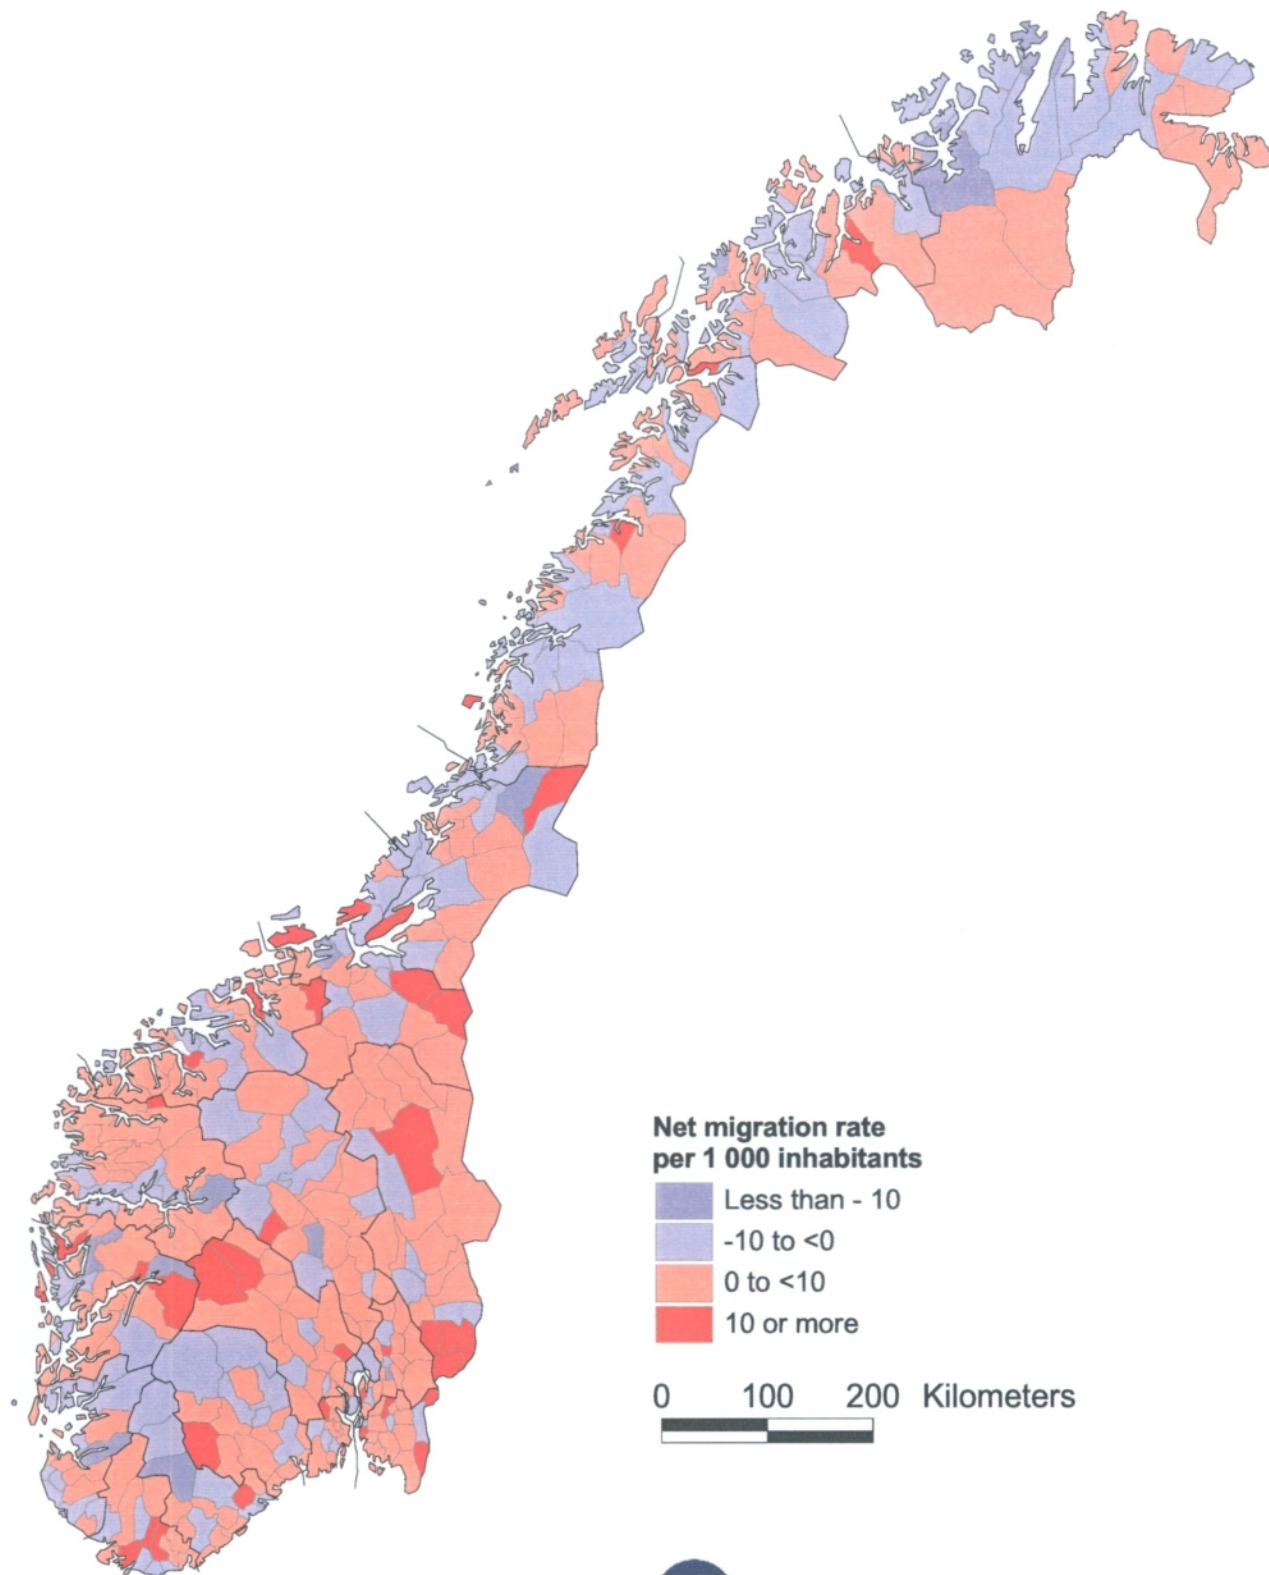 Net migration rate
per 1 000 inhabitants
Less than - 10
-10 to <0
0 to <10
10 or more
0 100 200 Kilometers